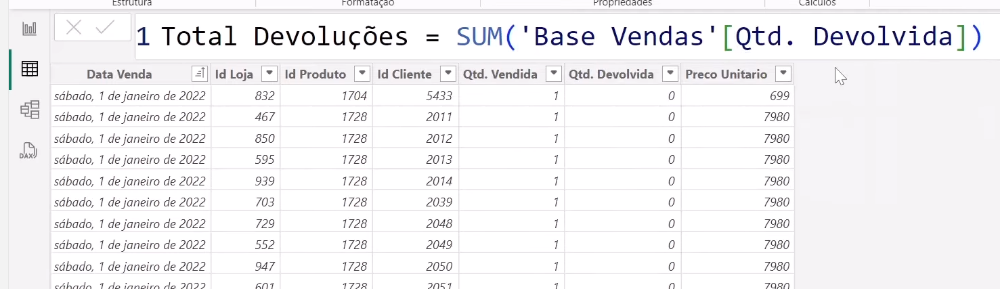 Estrutura Formatação Propriedades Cálculos
1 Total Devoluções = SUM('Base Vendas'[Qtd. Devolvida])
Data Venda Id Loja Id Produto Id Cliente Qtd. Vendida Qtd. Devolvida Preco Unitario
sábado, 1 de janeiro de 2022 832 1704 5433 1 0 699
sábado, 1 de janeiro de 2022 467 1728 2011 1 0 7980
sábado, 1 de janeiro de 2022 850 1728 2012 1 0 7980
sábado, 1 de janeiro de 2022 595 1728 2013 1 0 7980
sábado, 1 de janeiro de 2022 939 1728 2014 1 0 7980
sábado, 1 de janeiro de 2022 703 1728 2039 1 0 7980
sábado, 1 de janeiro de 2022 729 1728 2048 1 0 7980
DAX
sábado, 1 de janeiro de 2022 552 1728 2049 1 0 7980
sábado, 1 de janeiro de 2022 947 1728 2050 1 0 7980
sábado, 1 de janeiro de 2022 601 1728 2051 1 0 7980